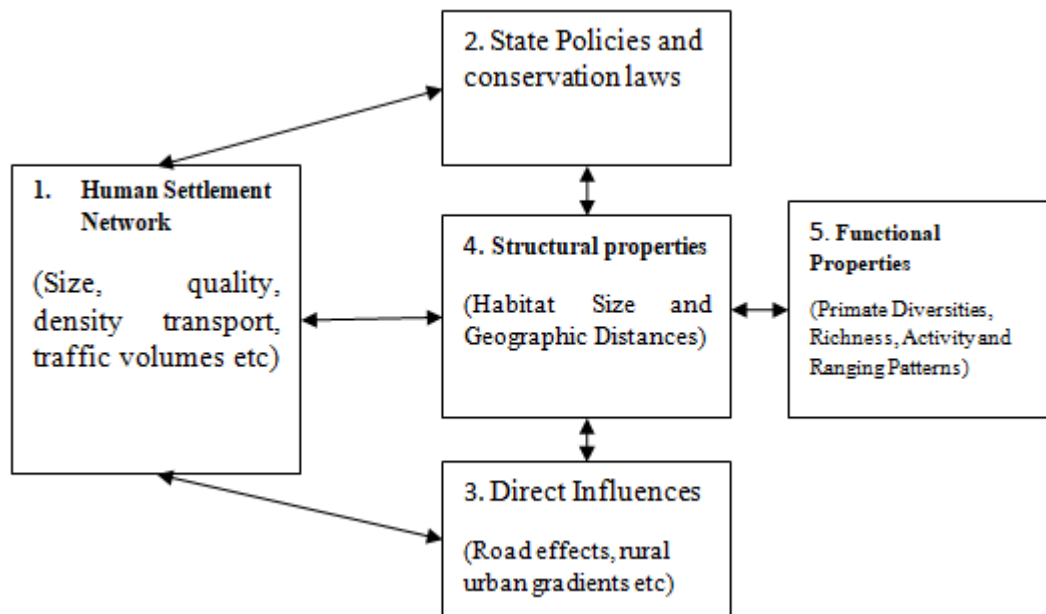 1. Human Settlement
Network
(Size, quality,
density transport,
traffic volumes etc)
2. State Policies and
conservation laws
3. Direct Influences
(Road effects, rural
urban gradients etc)
4. Structural properties
(Habitat Size and
Geographic Distances)
5. Functional
Properties
(Primate Diversities,
Richness, Activity and
Ranging Patterns)